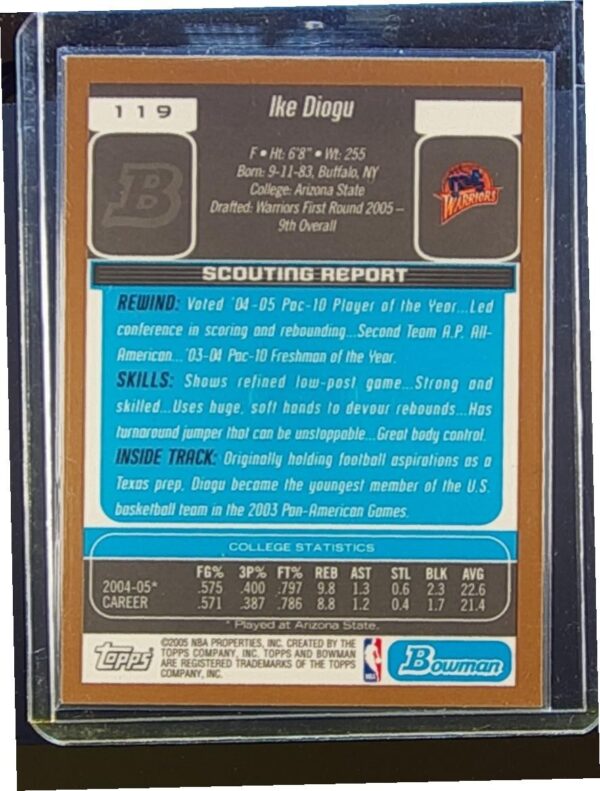 119
Ike Diogu
F • Ht: 6'8" • Wt: 255
Born: 9-11-83, Buffalo, NY
College: Arizona State
Drafted: Warriors First Round 2005 –
9th Overall
B
WARRIORS
SCOUTING REPORT
REWIND: Voted '04-05 Pac-10 Player of the Year...Led
conference in scoring and rebounding...Second Team A.P. All-
American...'03-04 Pac-10 Freshman of the Year.
SKILLS: Shows refined low-post game...Strong and
skilled...Uses huge, soft hands to devour rebounds...Has
turnaround jumper that can be unstoppable...Great body control.
INSIDE TRACK: Originally holding football aspirations as a
Texas prep, Diogu became the youngest member of the U.S.
basketball team in the 2003 Pan-American Games.
COLLEGE STATISTICS
FG% 3P% FT% REB AST STL BLK AVG
2004-05* .575 .400 .797 9.8 1.3 0.6 2.3 22.6
CAREER .571 .387 .786 8.8 1.2 0.4 1.7 21.4
* Played at Arizona State.
Topps
©2005 NBA PROPERTIES, INC. CREATED BY THE
TOPPS COMPANY, INC. TOPPS AND BOWMAN
ARE REGISTERED TRADEMARKS OF THE TOPPS
COMPANY, INC.
NBA
Bowman